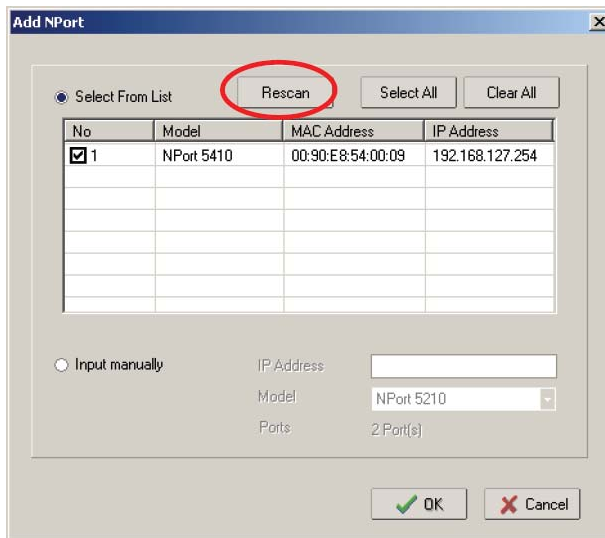 Add NPort
Select From List Rescan Select All Clear All
No Model MAC Address IP Address
1 NPort 5410 00:90:E8:54:00:09 192.168.127.254
Input manually IP Address
Model NPort 5210
Ports 2 Port(s)
OK Cancel